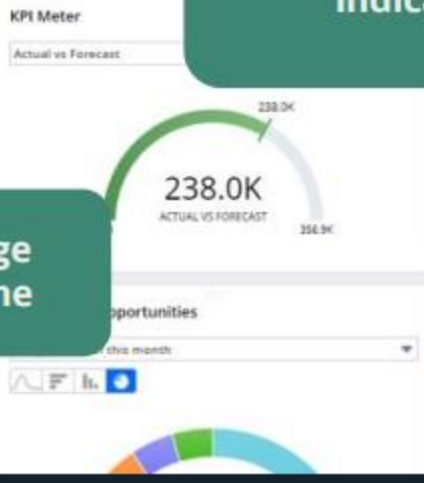 KPI Meter
Actual vs Forecast
238.0K
238.0K
ACTUAL VS FORECAST
356.9K
ge
ne
pportunities
this month